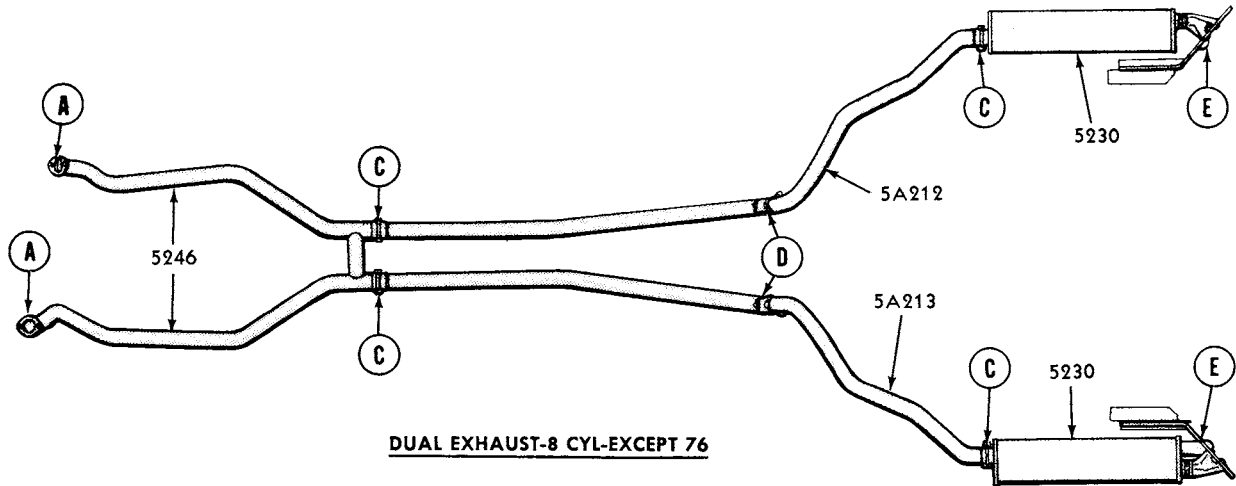 A
C
C
5230
E
5A212
A
5246
D
C
5A213
C
5230
E
DUAL EXHAUST-8 CYL-EXCEPT 76